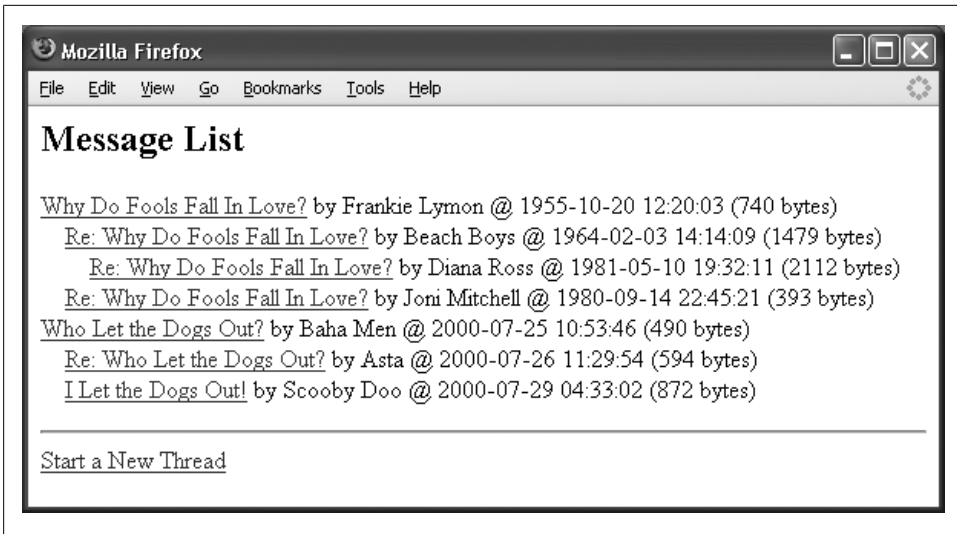 Mozilla Firefox
File Edit View Go Bookmarks Tools Help
Message List
Why Do Fools Fall In Love? by Frankie Lymon @ 1955-10-20 12:20:03 (740 bytes)
Re: Why Do Fools Fall In Love? by Beach Boys @ 1964-02-03 14:14:09 (1479 bytes)
Re: Why Do Fools Fall In Love? by Diana Ross @ 1981-05-10 19:32:11 (2112 bytes)
Re: Why Do Fools Fall In Love? by Joni Mitchell @ 1980-09-14 22:45:21 (393 bytes)
Who Let the Dogs Out? by Baha Men @ 2000-07-25 10:53:46 (490 bytes)
Re: Who Let the Dogs Out? by Asta @ 2000-07-26 11:29:54 (594 bytes)
I Let the Dogs Out! by Scooby Doo @ 2000-07-29 04:33:02 (872 bytes)
Start a New Thread